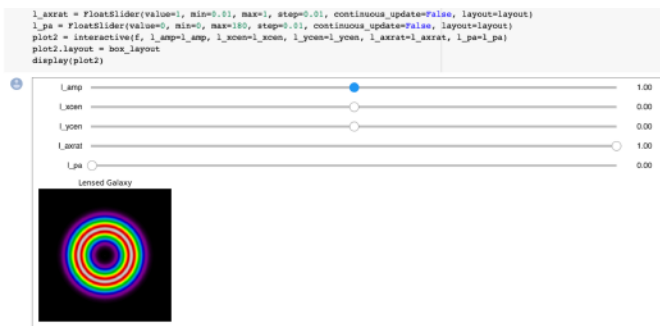 l_axrat = FloatSlider(value=1, min=0.01, max=1, step=0.01, continuous_update=False, layout=layout)
l_pa = FloatSlider(value=0, min=0, max=180, step=0.01, continuous_update=False, layout=layout)
plot2 = interactive(f, l_amp=l_amp, l_xcen=l_xcen, l_ycen=l_ycen, l_axrat=l_axrat, l_pa=l_pa)
plot2.layout = box_layout
display(plot2)
l_amp 1.00
l_xcen 0.00
l_ycen 0.00
l_axrat 1.00
l_pa 0.00
Lensed Galaxy